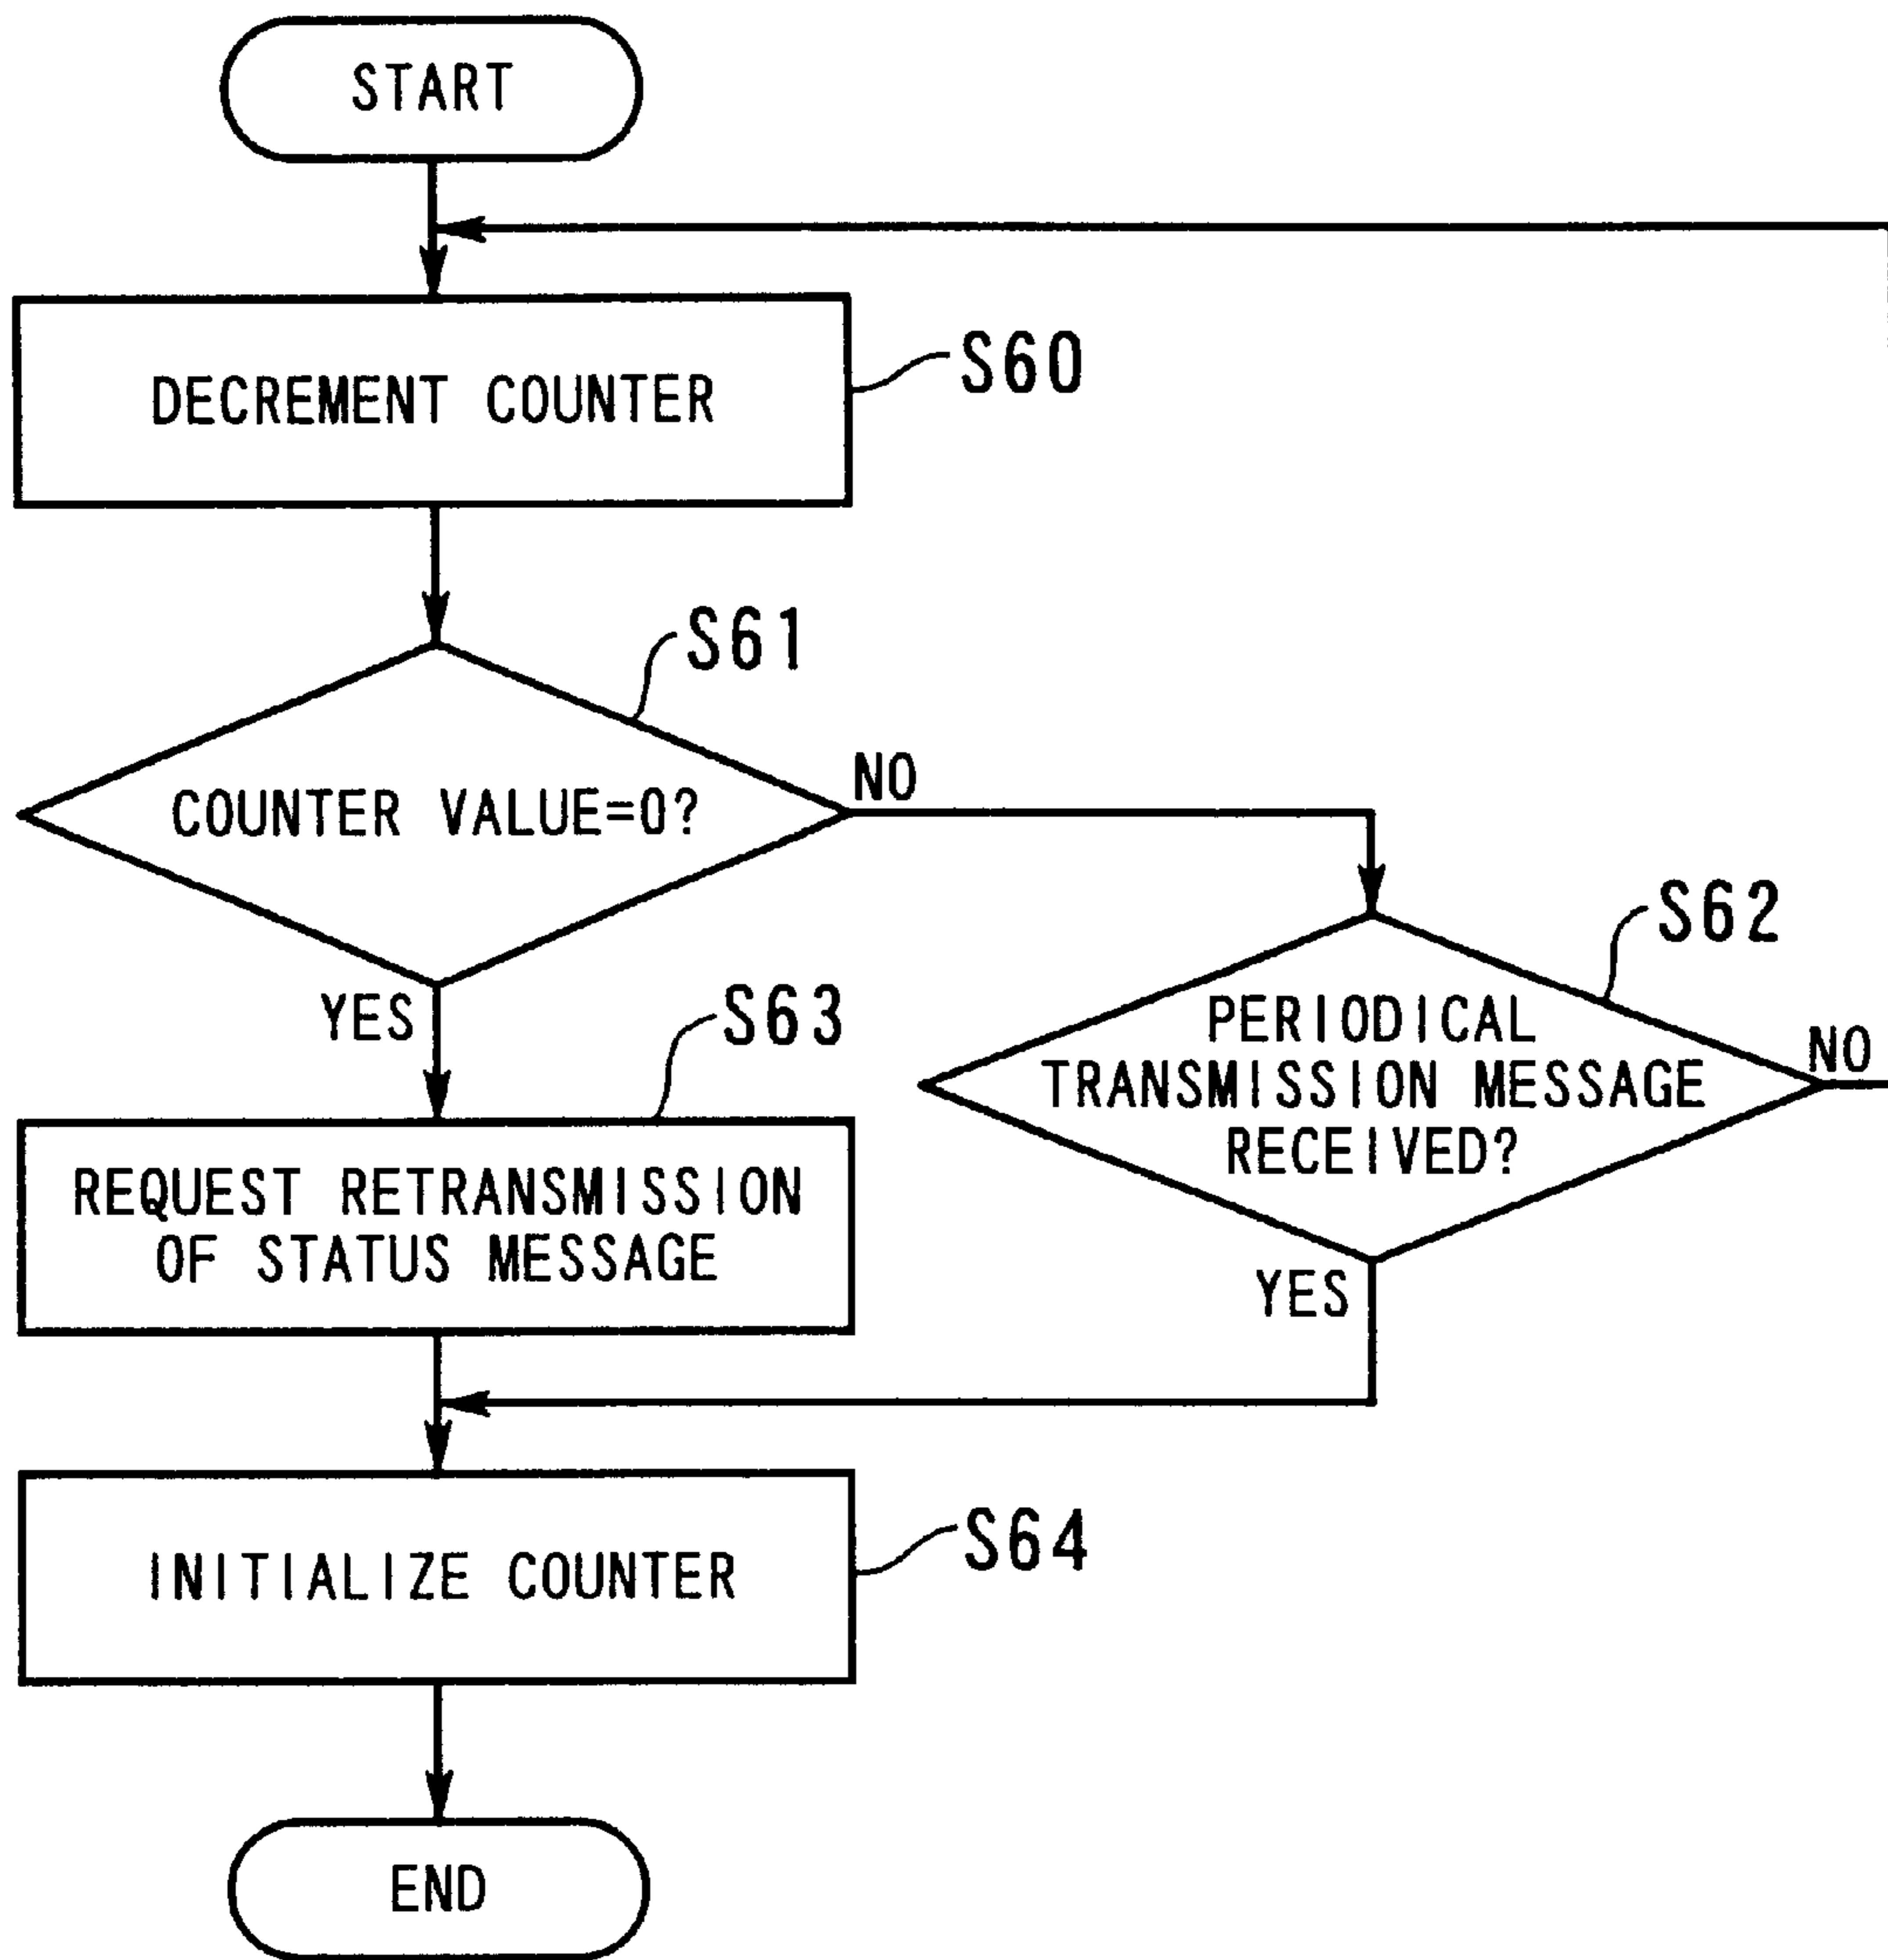 START
DECREMENT COUNTER
S60
S61
COUNTER VALUE=0?
NO
YES
S62
PERIODICAL
TRANSMISSION MESSAGE
RECEIVED?
NO
YES
S63
REQUEST RETRANSMISSION
OF STATUS MESSAGE
INITIALIZE COUNTER
S64
END